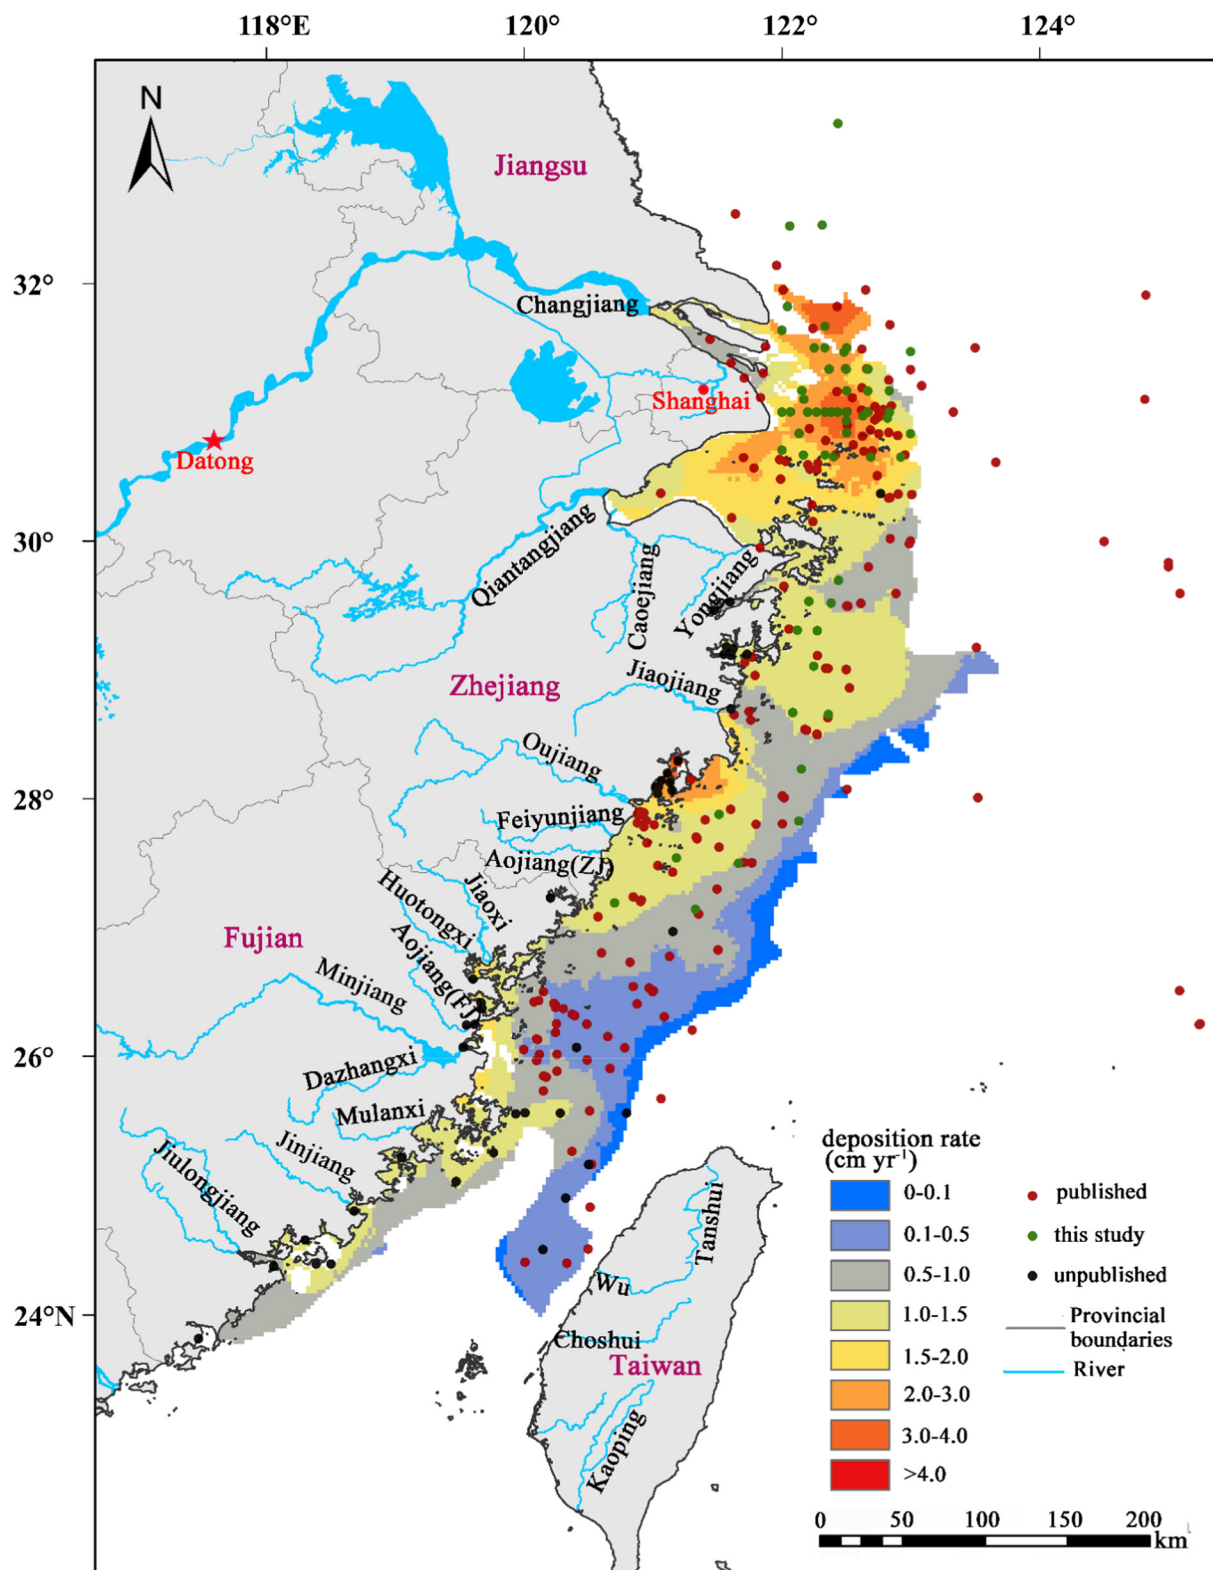 118°E 120° 122° 124°
N
Jiangsu
32°
Changjiang
Shanghai
Datong
30°
Qiantangjiang
Caoejiang
Yongjiang
Jiaojiang
Zhejiang
Oujiang
28°
Feiyunjiang
Aojiang(ZJ)
Jiaoxi
Huotongxi
Aojiang(FJ)
Fujian
Minjiang
26°
Dazhangxi
Mulanxi
Jinjiang
Jiulongjiang
Tanshui
Wu
24°N
Choshui
Taiwan
Kaoping
deposition rate
(cm yr⁻¹)
0-0.1
0.1-0.5
0.5-1.0
1.0-1.5
1.5-2.0
2.0-3.0
3.0-4.0
>4.0
published
this study
unpublished
Provincial
boundaries
River
0 50 100 150 200
km